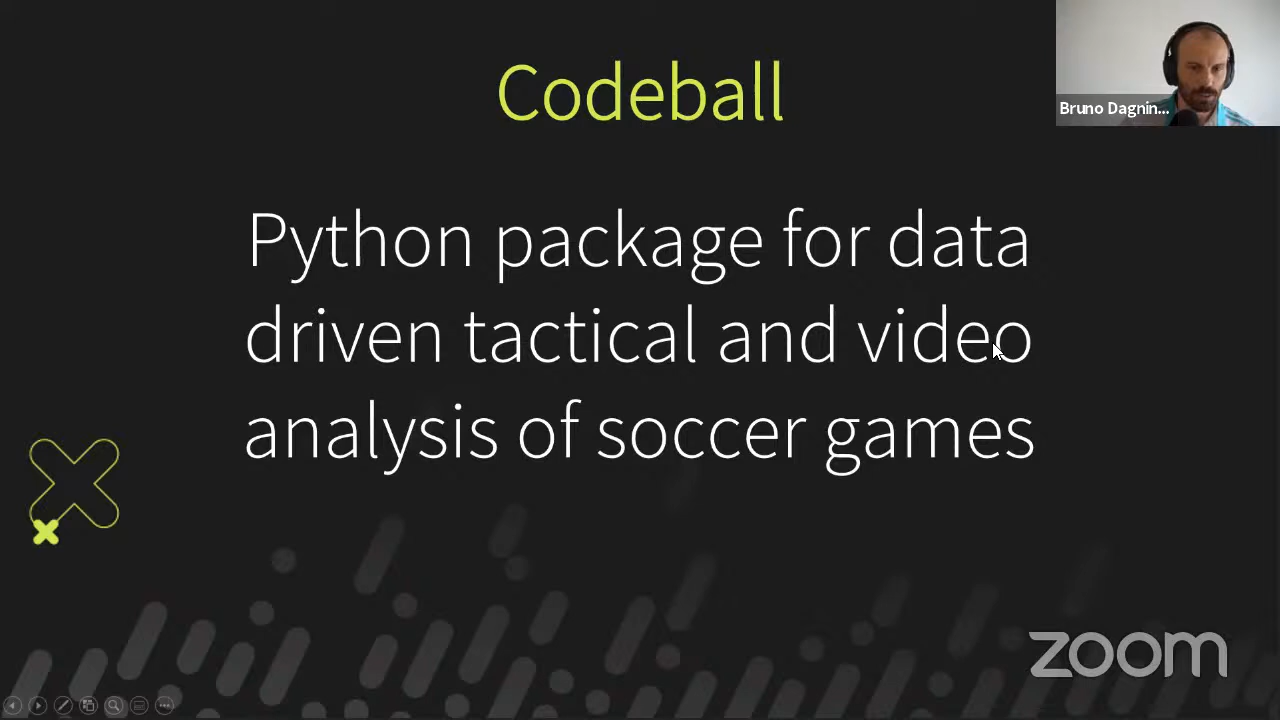 Codeball
Bruno Dagnin...
Python package for data
driven tactical and video
analysis of soccer games
zoom